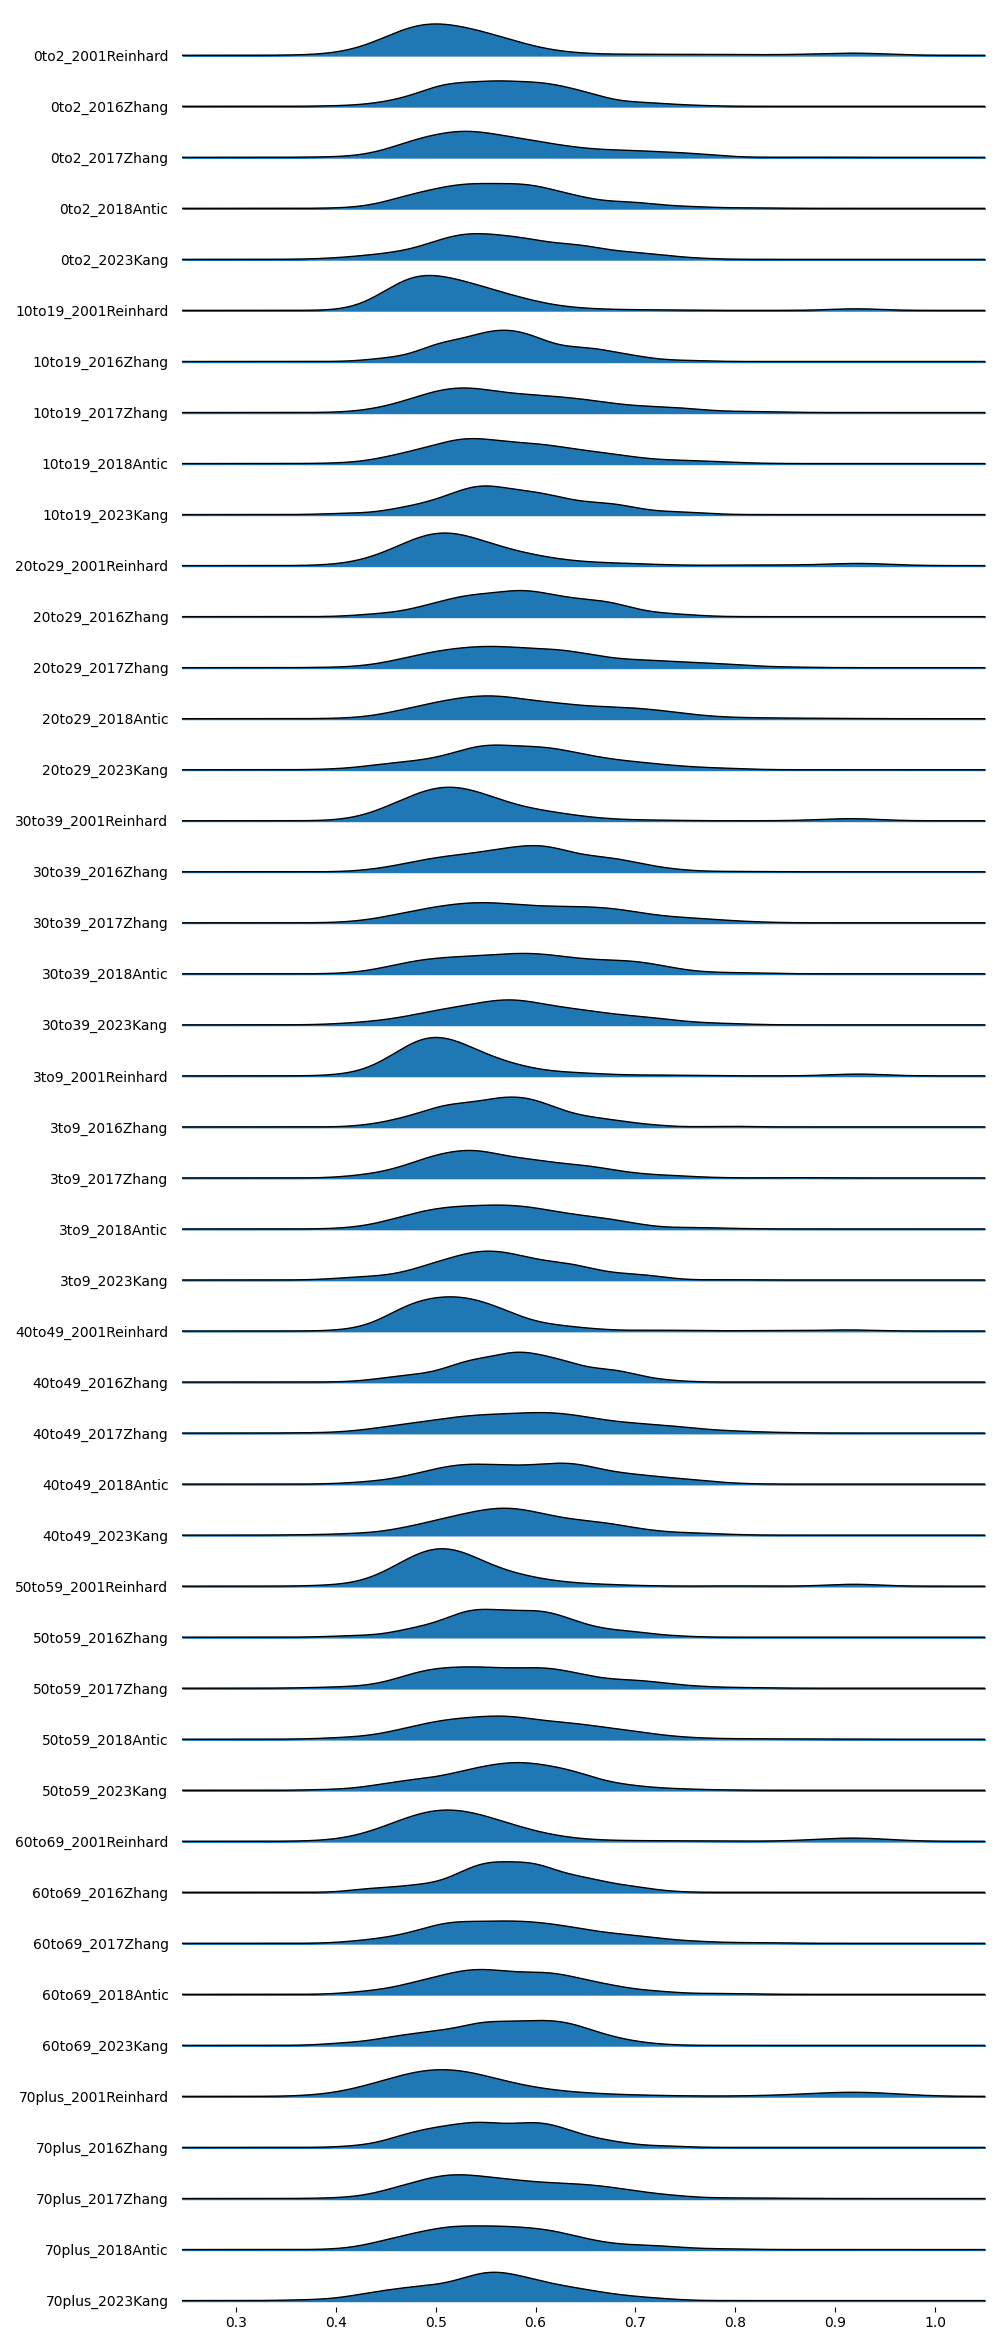 0to2_2001Reinhard
0to2_2016Zhang
0to2_2017Zhang
0to2_2018Antic
0to2_2023Kang
10to19_2001Reinhard
10to19_2016Zhang
10to19_2017Zhang
10to19_2018Antic
10to19_2023Kang
20to29_2001Reinhard
20to29_2016Zhang
20to29_2017Zhang
20to29_2018Antic
20to29_2023Kang
30to39_2001Reinhard
30to39_2016Zhang
30to39_2017Zhang
30to39_2018Antic
30to39_2023Kang
3to9_2001Reinhard
3to9_2016Zhang
3to9_2017Zhang
3to9_2018Antic
3to9_2023Kang
40to49_2001Reinhard
40to49_2016Zhang
40to49_2017Zhang
40to49_2018Antic
40to49_2023Kang
50to59_2001Reinhard
50to59_2016Zhang
50to59_2017Zhang
50to59_2018Antic
50to59_2023Kang
60to69_2001Reinhard
60to69_2016Zhang
60to69_2017Zhang
60to69_2018Antic
60to69_2023Kang
70plus_2001Reinhard
70plus_2016Zhang
70plus_2017Zhang
70plus_2018Antic
70plus_2023Kang
0.3 0.4 0.5 0.6 0.7 0.8 0.9 1.0